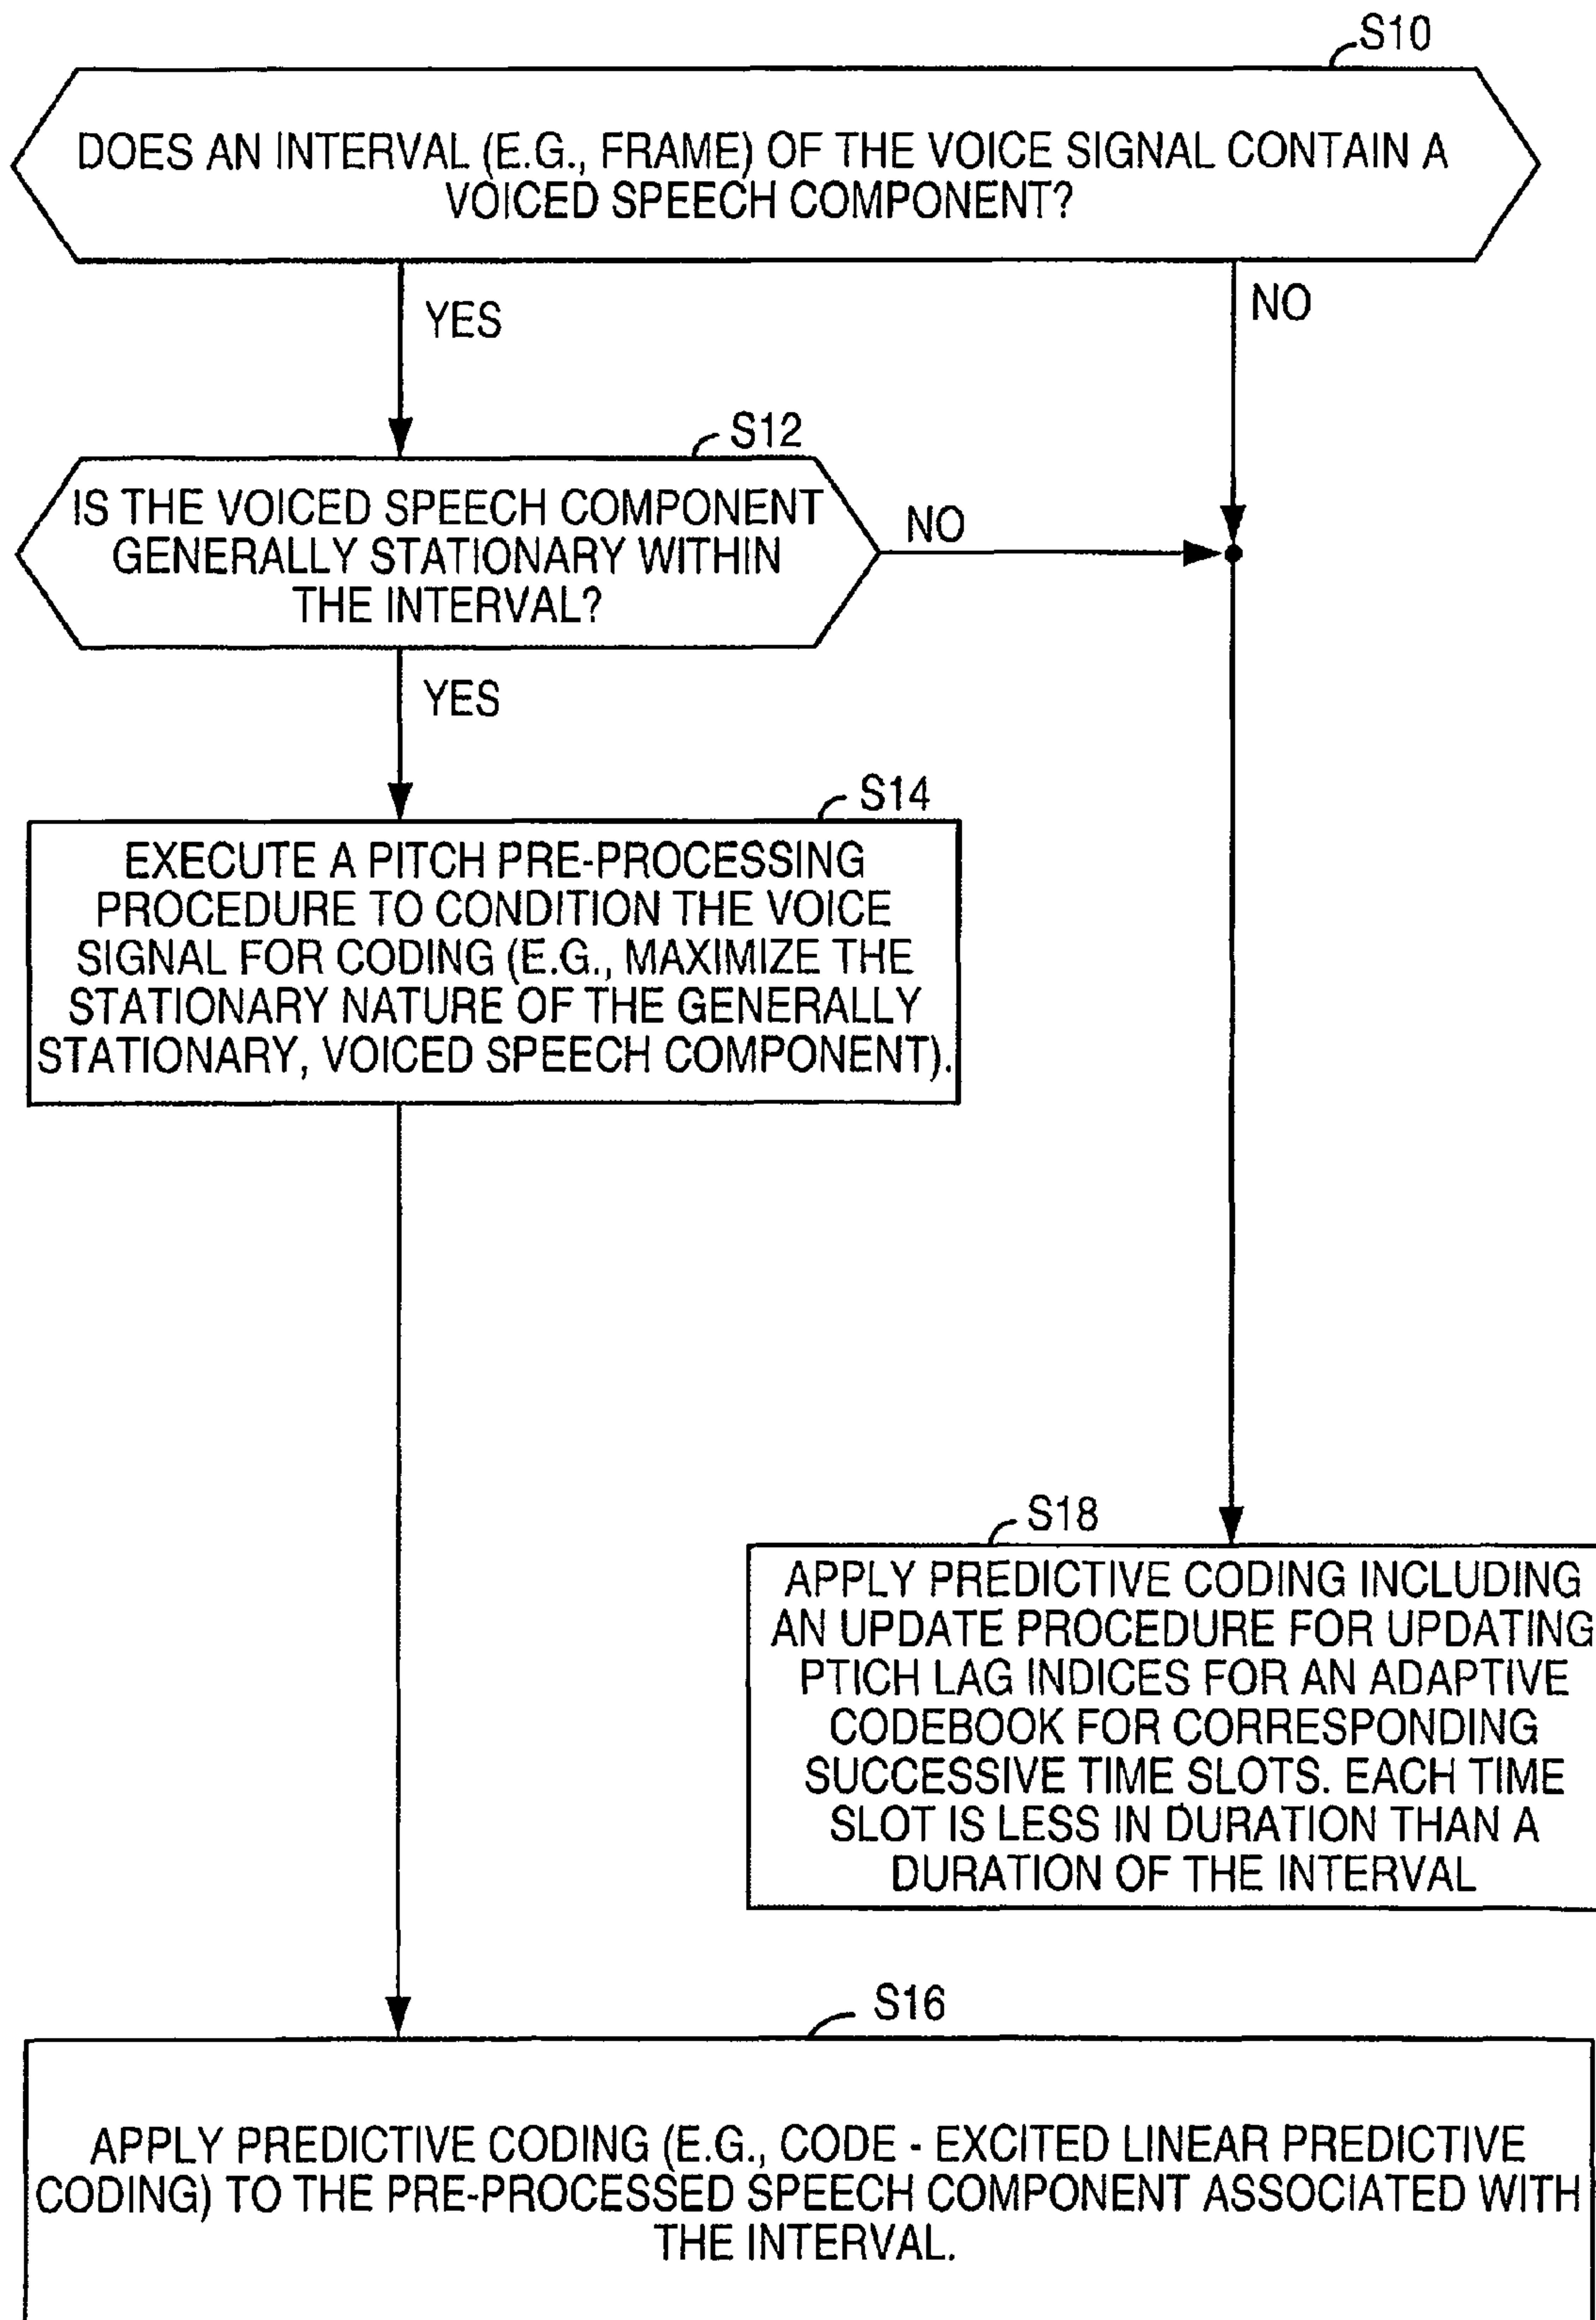 S10
DOES AN INTERVAL (E.G., FRAME) OF THE VOICE SIGNAL CONTAIN A
VOICED SPEECH COMPONENT?
YES
NO
S12
IS THE VOICED SPEECH COMPONENT
GENERALLY STATIONARY WITHIN
THE INTERVAL?
NO
YES
S14
EXECUTE A PITCH PRE-PROCESSING
PROCEDURE TO CONDITION THE VOICE
SIGNAL FOR CODING (E.G., MAXIMIZE THE
STATIONARY NATURE OF THE GENERALLY
STATIONARY, VOICED SPEECH COMPONENT).
S18
APPLY PREDICTIVE CODING INCLUDING
AN UPDATE PROCEDURE FOR UPDATING
PTICH LAG INDICES FOR AN ADAPTIVE
CODEBOOK FOR CORRESPONDING
SUCCESSIVE TIME SLOTS. EACH TIME
SLOT IS LESS IN DURATION THAN A
DURATION OF THE INTERVAL
S16
APPLY PREDICTIVE CODING (E.G., CODE - EXCITED LINEAR PREDICTIVE
CODING) TO THE PRE-PROCESSED SPEECH COMPONENT ASSOCIATED WITH
THE INTERVAL.